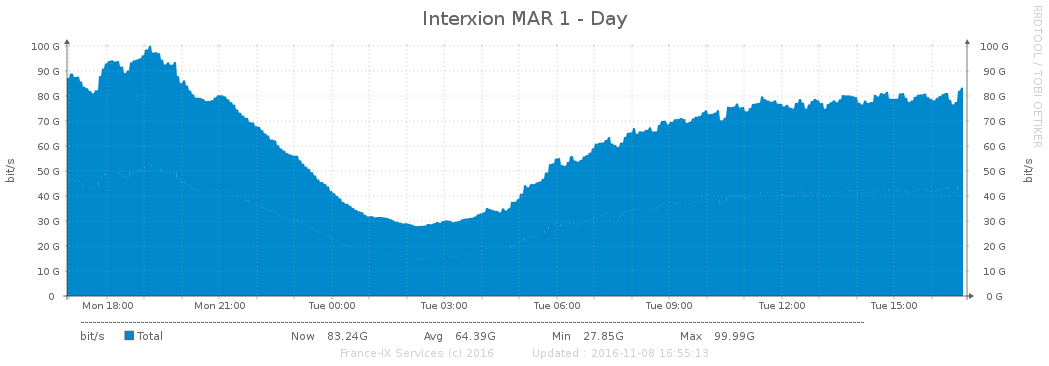 Interxion MAR 1 - Day
RRDTOOL / TOBI OETIKER
bit/s
bit/s
100 G 100 G
90 G 90 G
80 G 80 G
70 G 70 G
60 G 60 G
50 G 50 G
40 G 40 G
30 G 30 G
20 G 20 G
10 G 10 G
0 0 G
Mon 18:00 Mon 21:00 Tue 00:00 Tue 03:00 Tue 06:00 Tue 09:00 Tue 12:00 Tue 15:00
bit/s Total Now 83.24G Avg 64.39G Min 27.85G Max 99.99G
France-IX Services (c) 2016 Updated : 2016-11-08 16:55:13